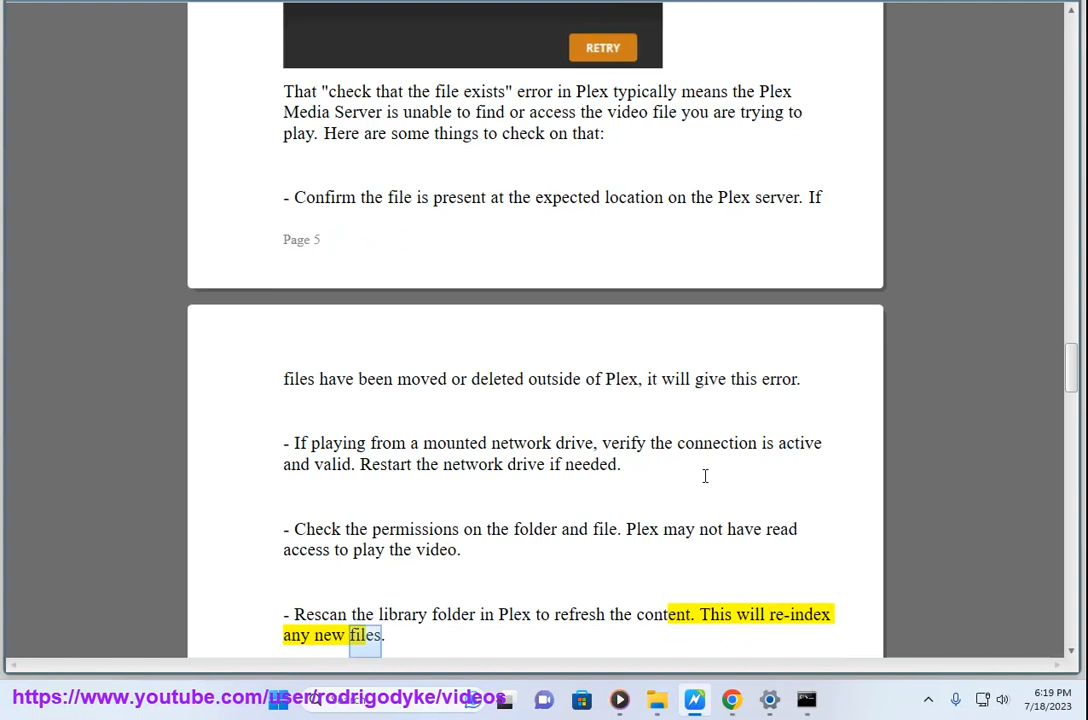 RETRY
That "check that the file exists" error in Plex typically means the Plex
Media Server is unable to find or access the video file you are trying to
play. Here are some things to check on that:
- Confirm the file is present at the expected location on the Plex server. If
Page 5
files have been moved or deleted outside of Plex, it will give this error.
- If playing from a mounted network drive, verify the connection is active
and valid. Restart the network drive if needed.
- Check the permissions on the folder and file. Plex may not have read
access to play the video.
- Rescan the library folder in Plex to refresh the content. This will re-index
any new files.
https://www.youtube.com/user/rodrigodyke/videos
6:19 PM
7/18/2023